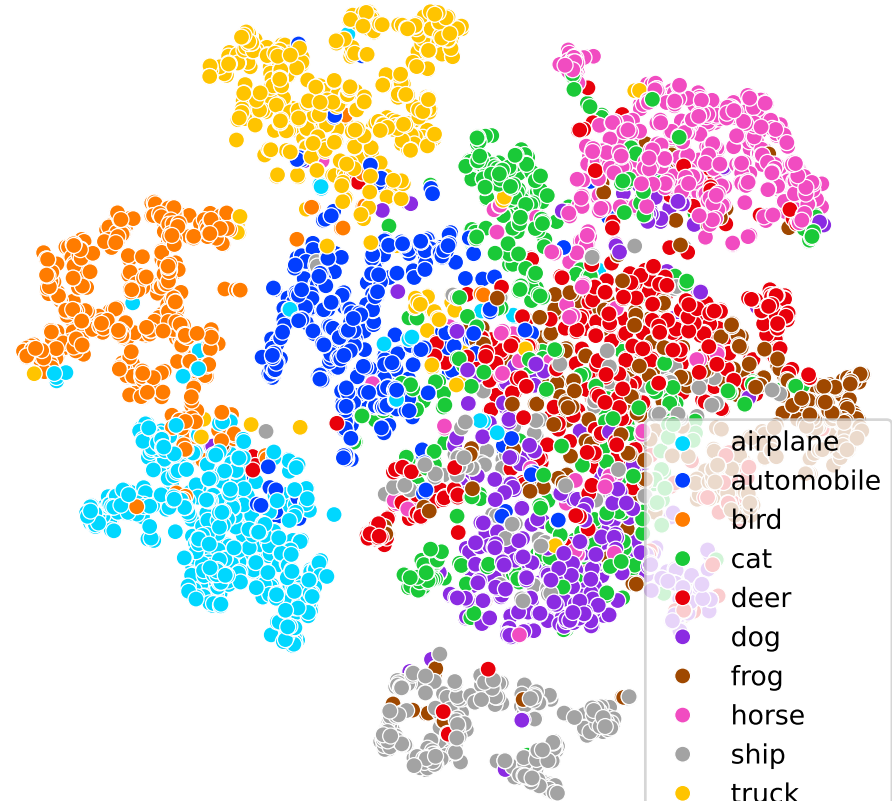 airplane
automobile
bird
cat
deer
dog
frog
horse
ship
truck